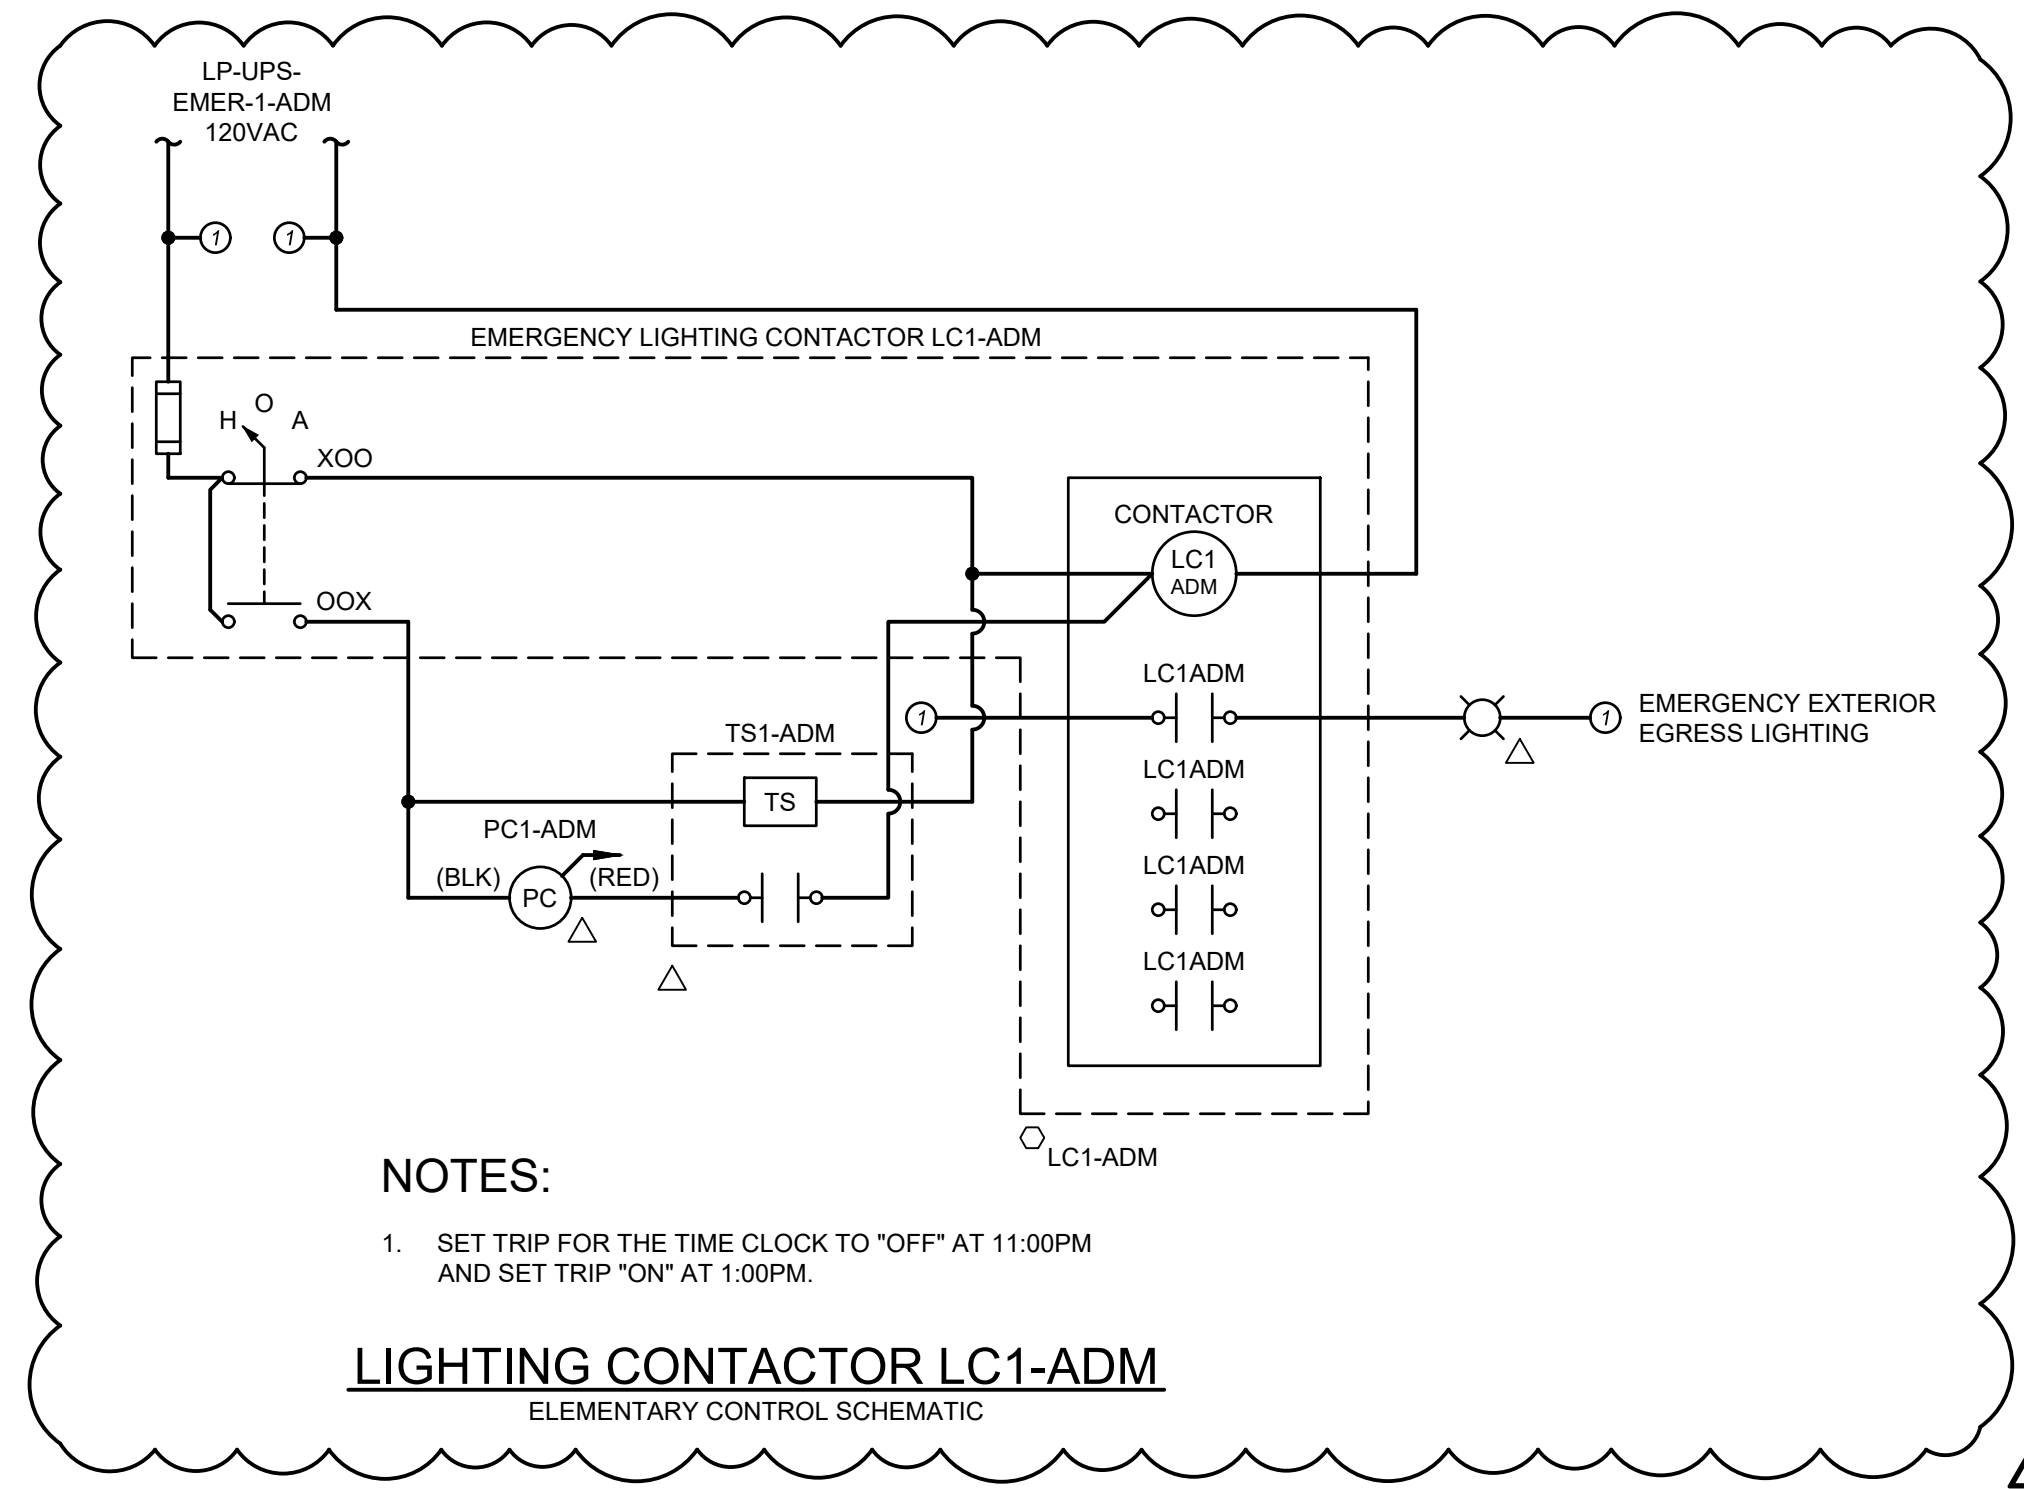 LP-UPS-
EMER-1-ADM
120VAC
1
1
EMERGENCY LIGHTING CONTACTOR LC1-ADM
H O A
XOO
OOX
CONTACTOR
LC1
ADM
LC1ADM
1
1
EMERGENCY EXTERIOR
EGRESS LIGHTING
TS1-ADM
TS
LC1ADM
PC1-ADM
(BLK)
PC
(RED)
LC1ADM
LC1ADM
LC1-ADM
NOTES:
1. SET TRIP FOR THE TIME CLOCK TO "OFF" AT 11:00PM
AND SET TRIP "ON" AT 1:00PM.
LIGHTING CONTACTOR LC1-ADM
ELEMENTARY CONTROL SCHEMATIC